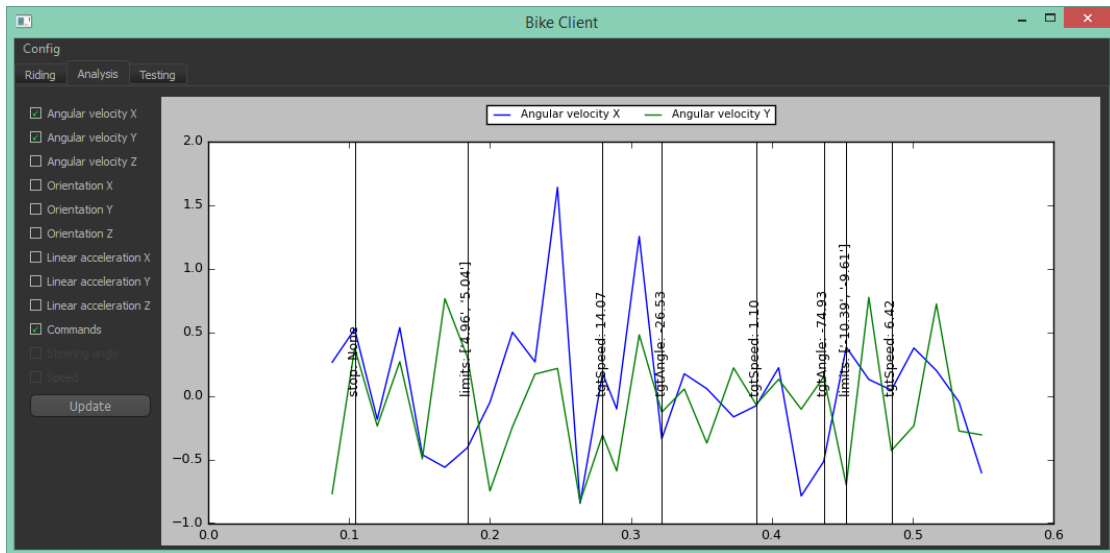 Bike Client
Config
Riding Analysis Testing
Angular velocity X
Angular velocity Y
Angular velocity Z
Orientation X
Orientation Y
Orientation Z
Linear acceleration X
Linear acceleration Y
Linear acceleration Z
Commands
Steering angle
Speed
Update
Angular velocity X Angular velocity Y
2.0
1.5
1.0
0.5
0.0
−0.5
−1.0
0.0 0.1 0.2 0.3 0.4 0.5 0.6
stop: None
limits: ['4.96', '5.04']
tgtSpeed: 14.07
tgtAngle: -26.53
tgtSpeed: 1.10
tgtAngle: -74.93
limits: ['-10.39', '-9.61']
tgtSpeed: 6.42